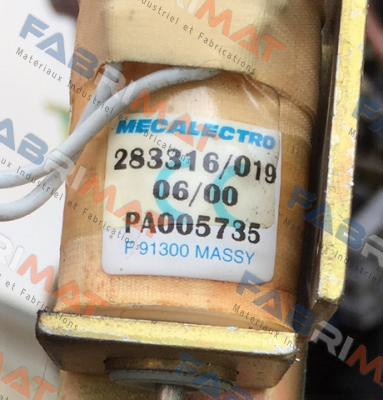 MECALECTRO
283316/019
06/00
PA005735
F-91300 MASSY
FABRIMAT
Materiaux Industriel et Fabrications